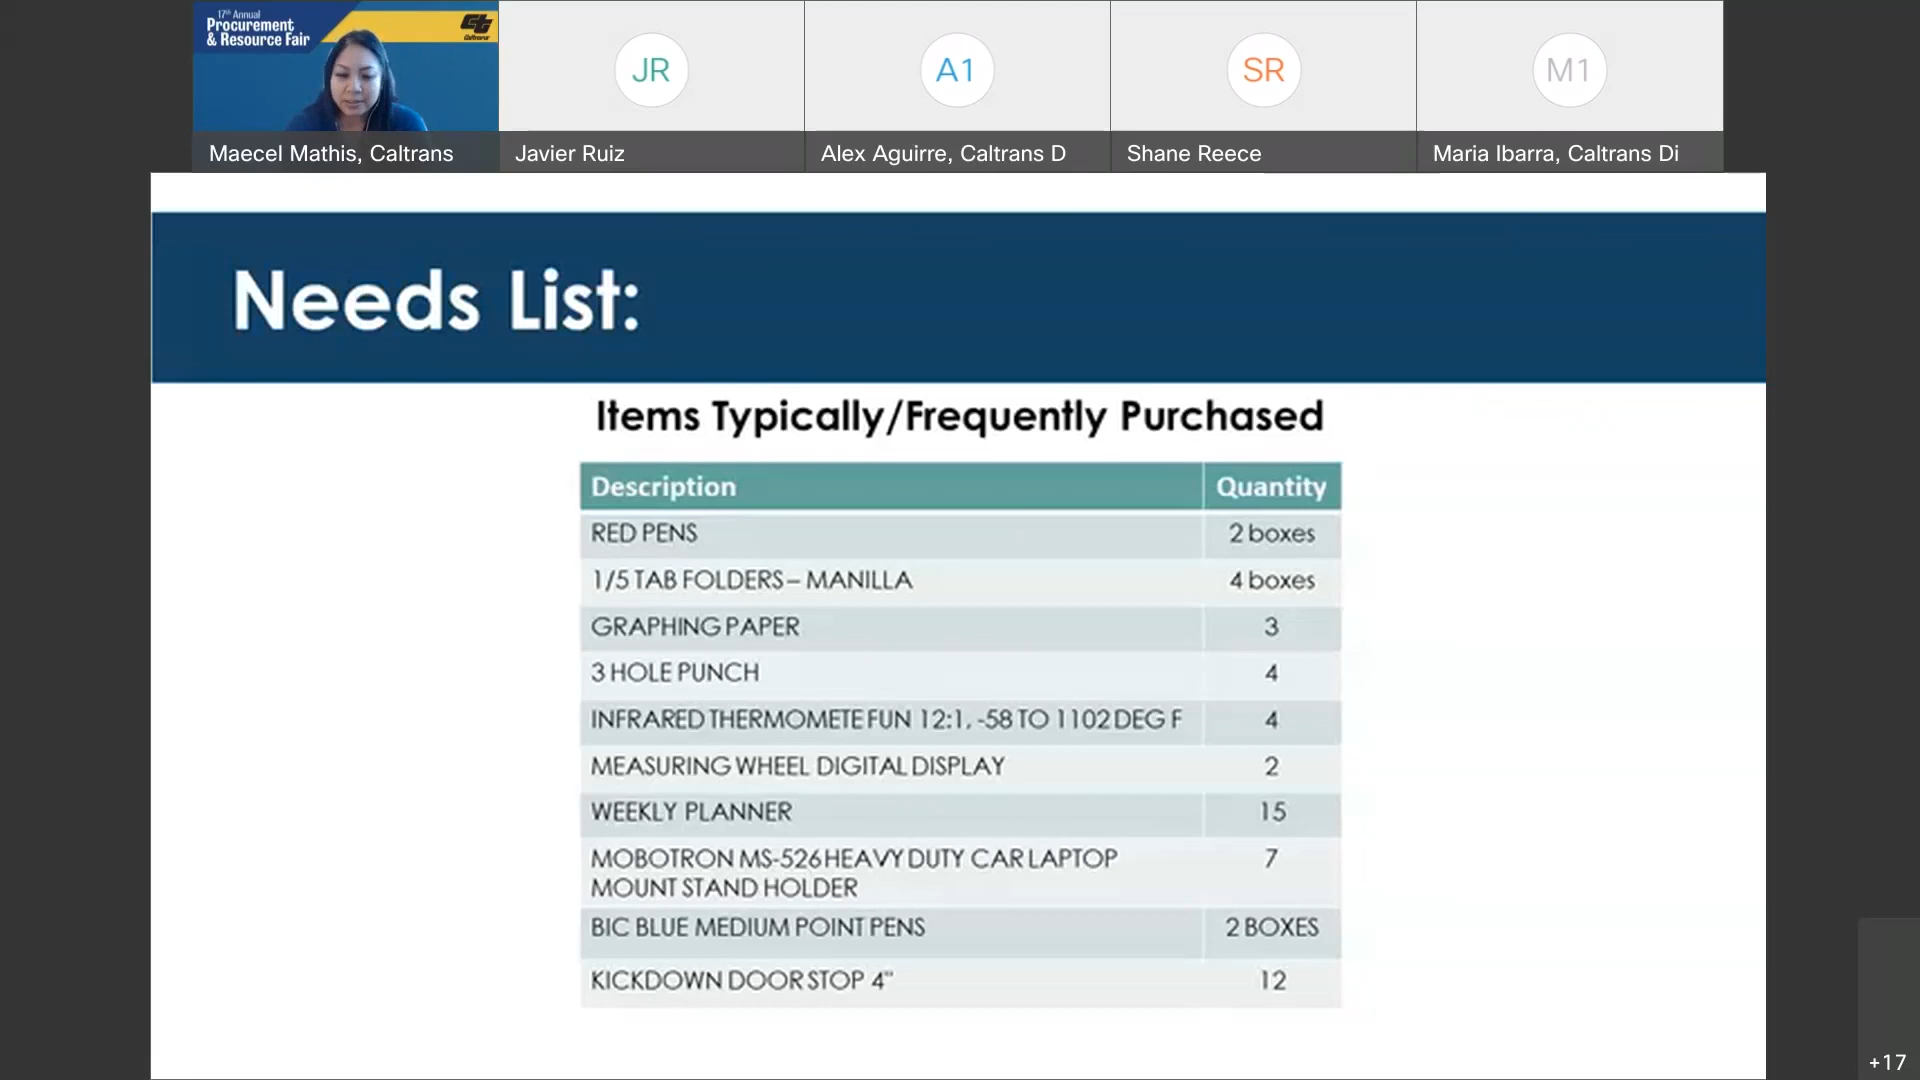 17th Annual
Procurement
& Resource Fair
Caltrans
JR
A1
SR
M1
Maecel Mathis, Caltrans
Javier Ruiz
Alex Aguirre, Caltrans D
Shane Reece
Maria Ibarra, Caltrans Di
Needs List:
Items Typically/Frequently Purchased
Description Quantity
RED PENS 2 boxes
1/5 TAB FOLDERS – MANILLA 4 boxes
GRAPHING PAPER 3
3 HOLE PUNCH 4
INFRARED THERMOMETE FUN 12:1, -58 TO 1102 DEG F 4
MEASURING WHEEL DIGITAL DISPLAY 2
WEEKLY PLANNER 15
MOBOTRON MS-526 HEAVY DUTY CAR LAPTOP 7
MOUNT STAND HOLDER
BIC BLUE MEDIUM POINT PENS 2 BOXES
KICKDOWN DOOR STOP 4" 12
+17